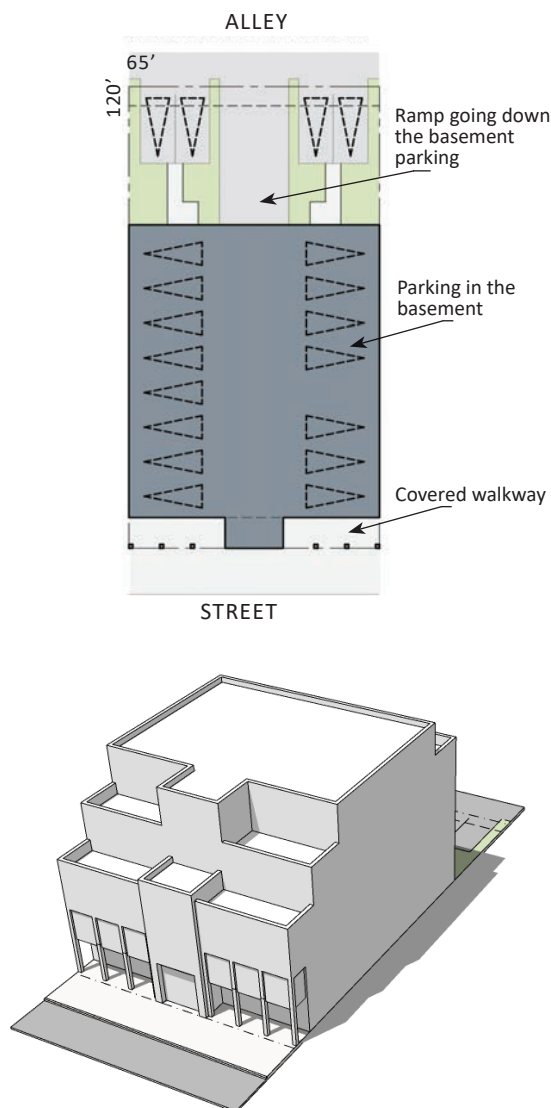 ALLEY
65’
120’
Ramp going down
the basement
parking
Parking in the
basement
Covered walkway
STREET